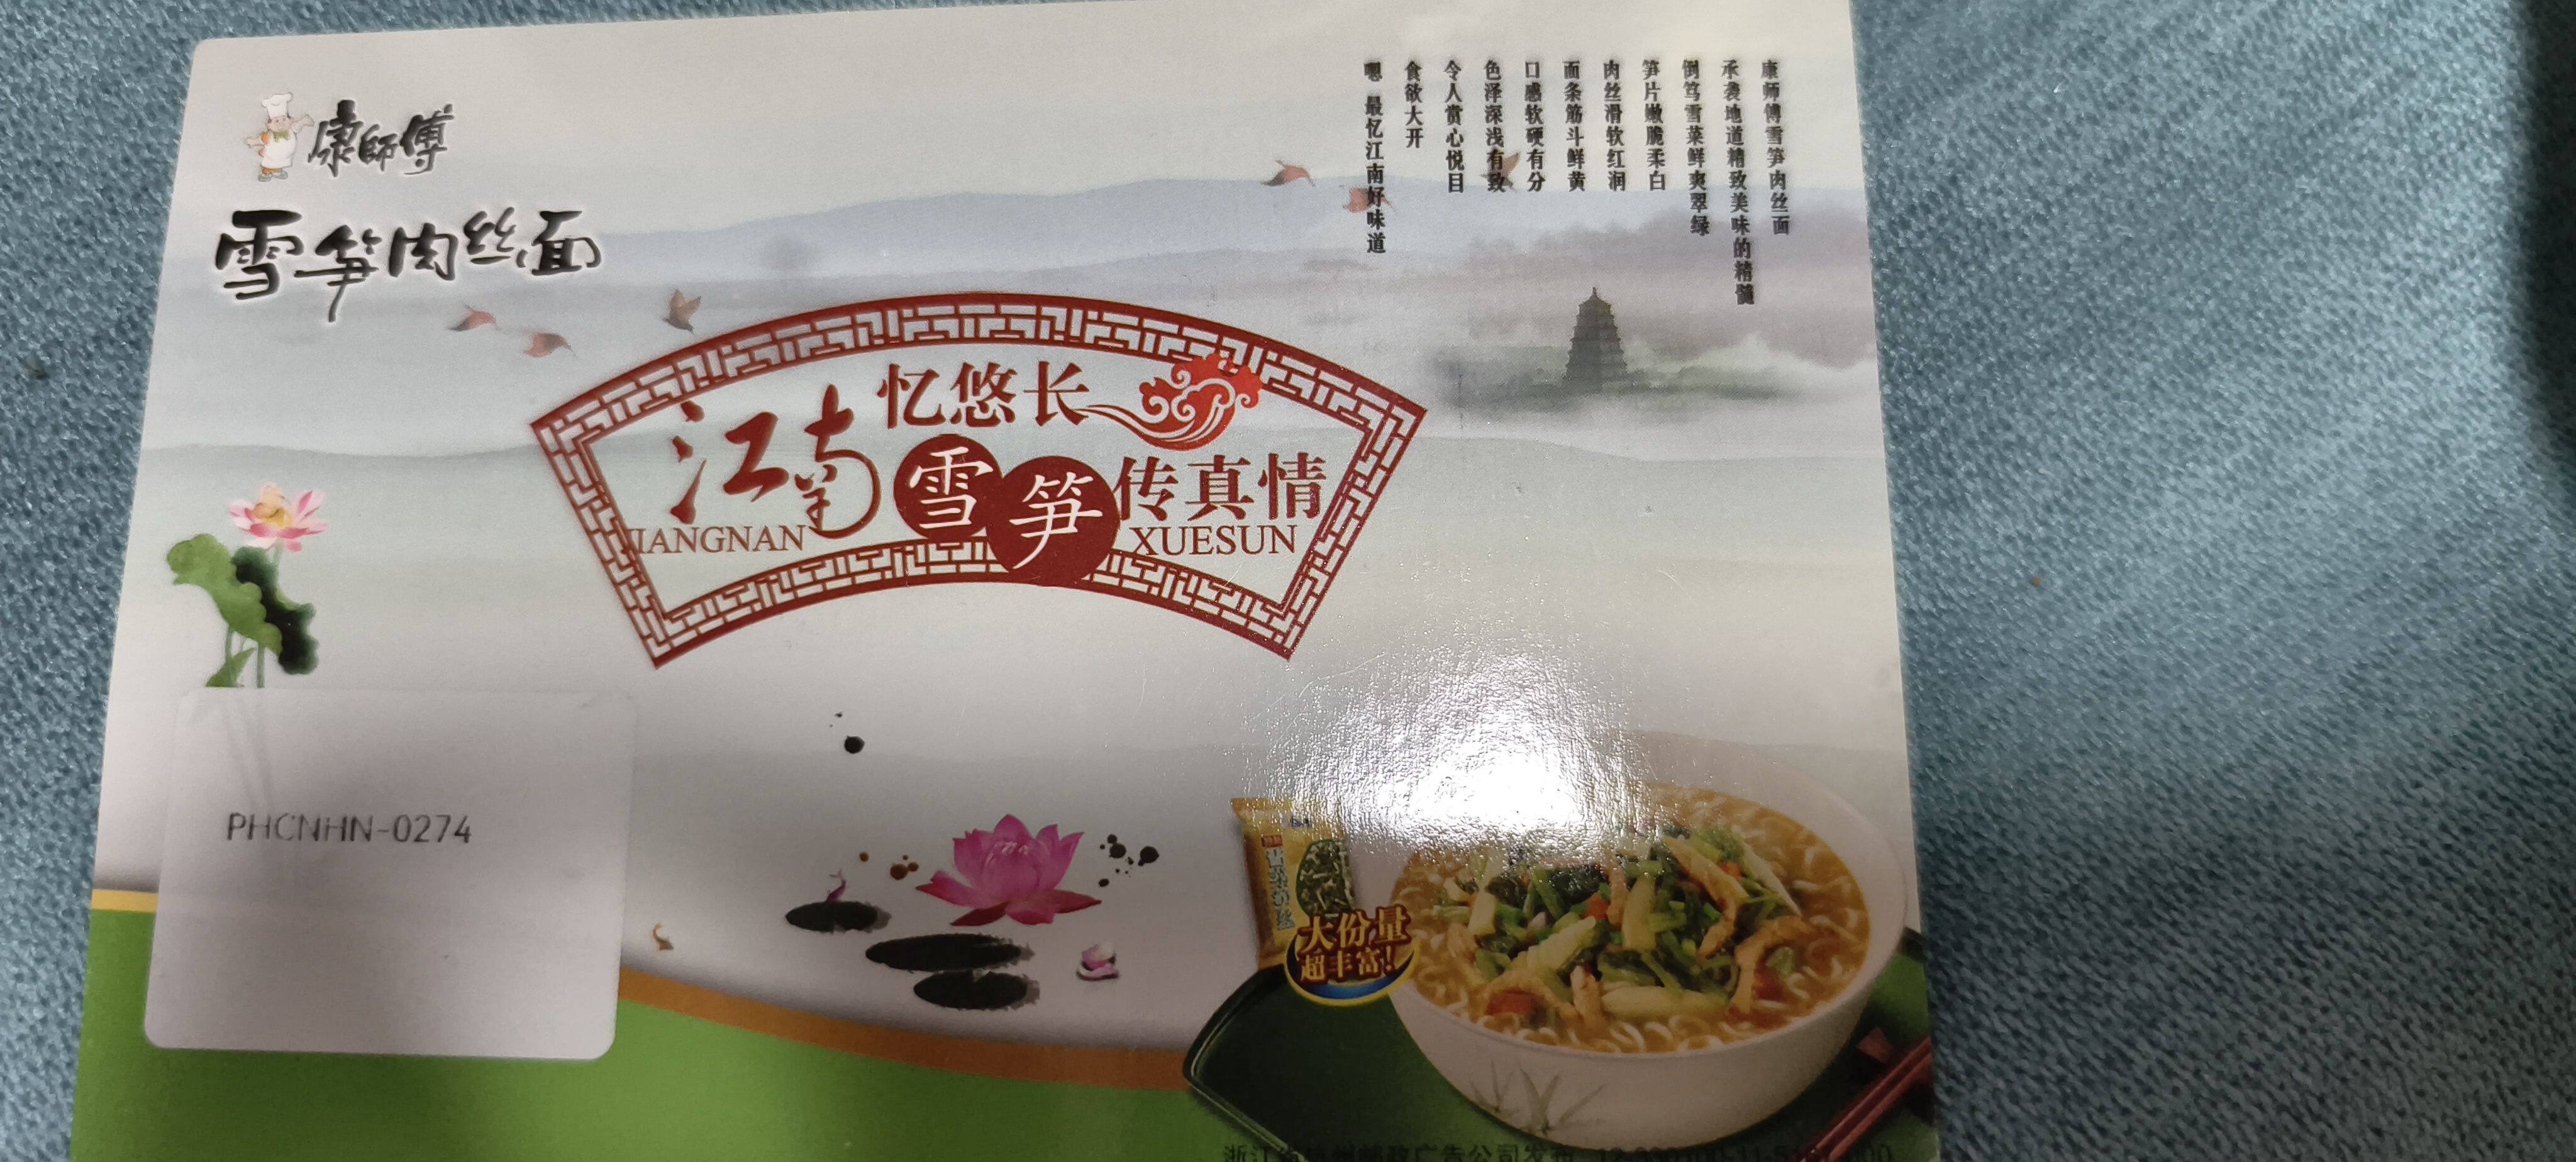 康師傅
雪笋肉丝面
康师傅雪笋肉丝面
承袭地道精致美味的精髓
倒笃雪菜鲜爽翠绿
笋片嫩脆柔白
肉丝滑软红润
面条筋斗鲜黄
口感软硬有分
色泽深浅有致
令人赏心悦目
食欲大开
嗯 最忆江南好味道
江南忆悠长
雪笋传真情
JIANGNAN
XUESUN
PHCNHN-0274
大份量
超丰富!